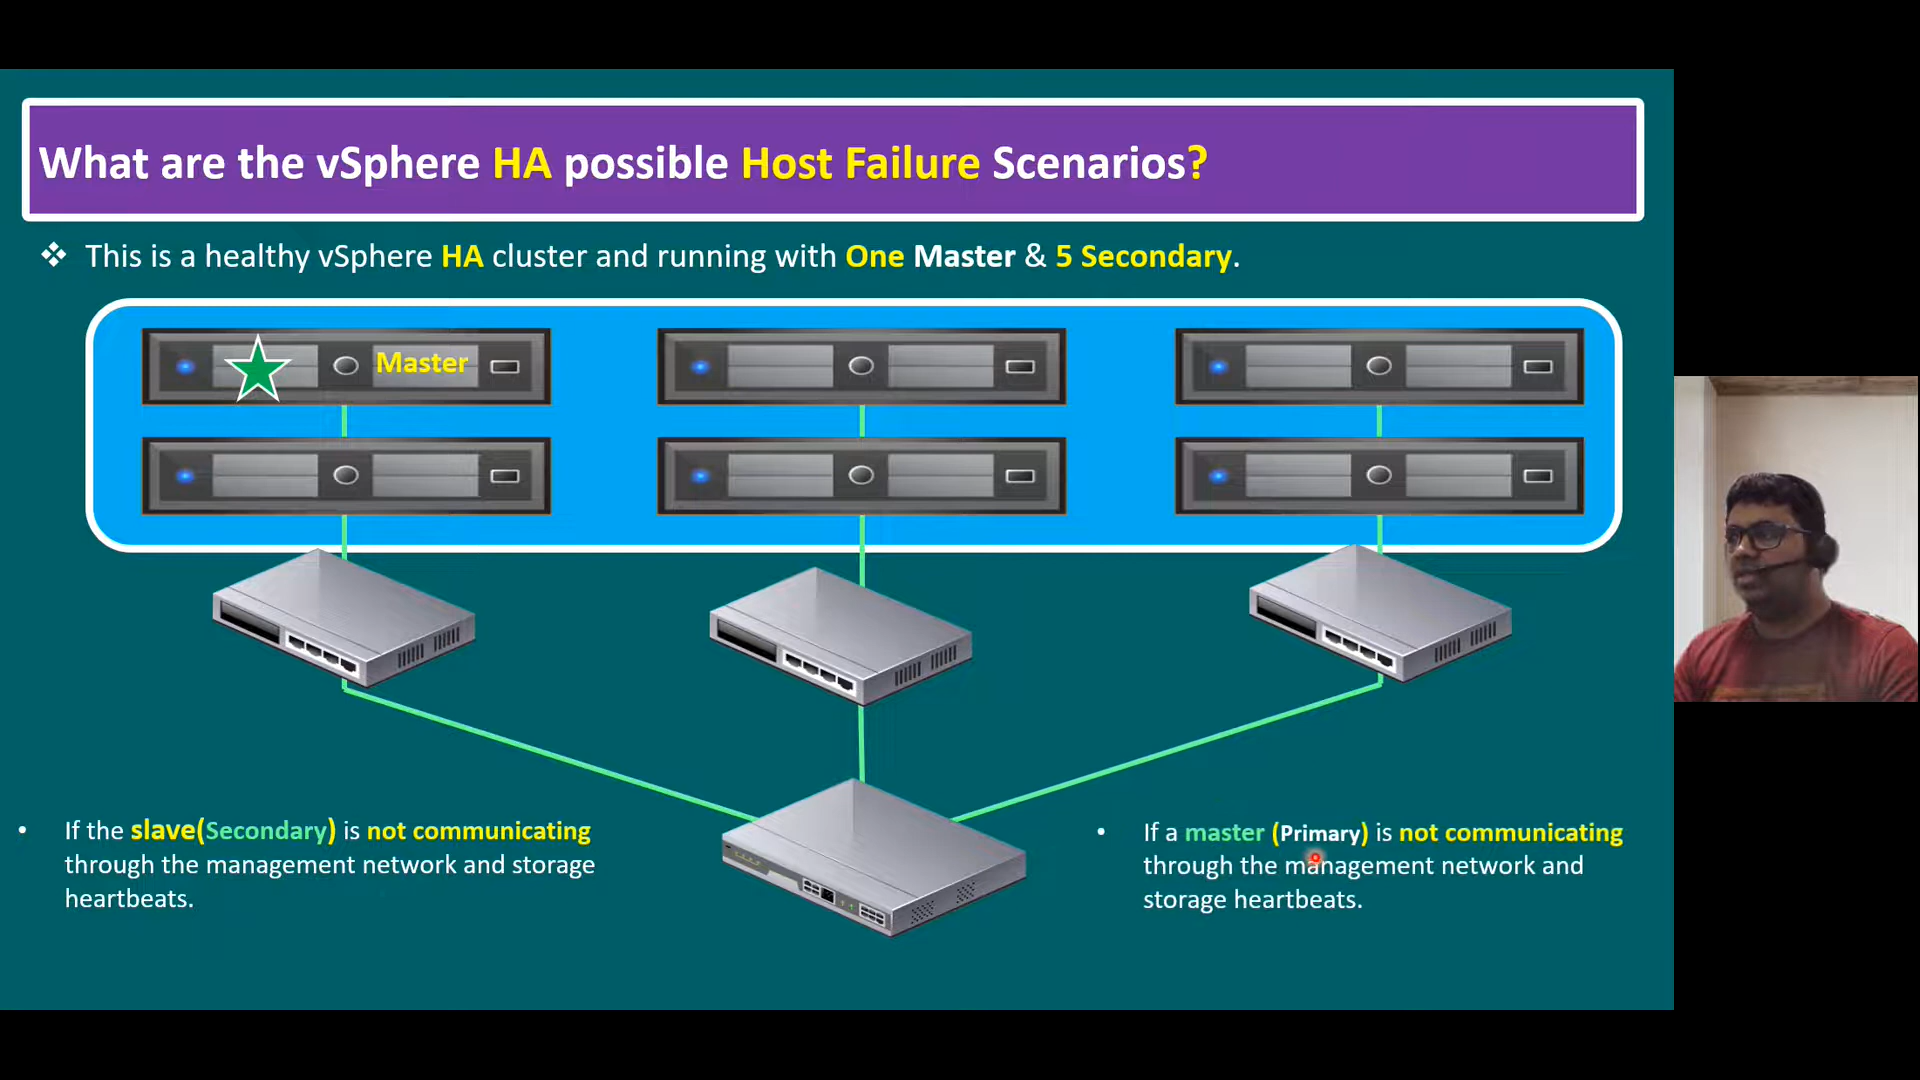 What are the vSphere HA possible Host Failure Scenarios?
❖ This is a healthy vSphere HA cluster and running with One Master & 5 Secondary.
Master
• If the slave(Secondary) is not communicating
through the management network and storage
heartbeats.
• If a master (Primary) is not communicating
through the management network and
storage heartbeats.